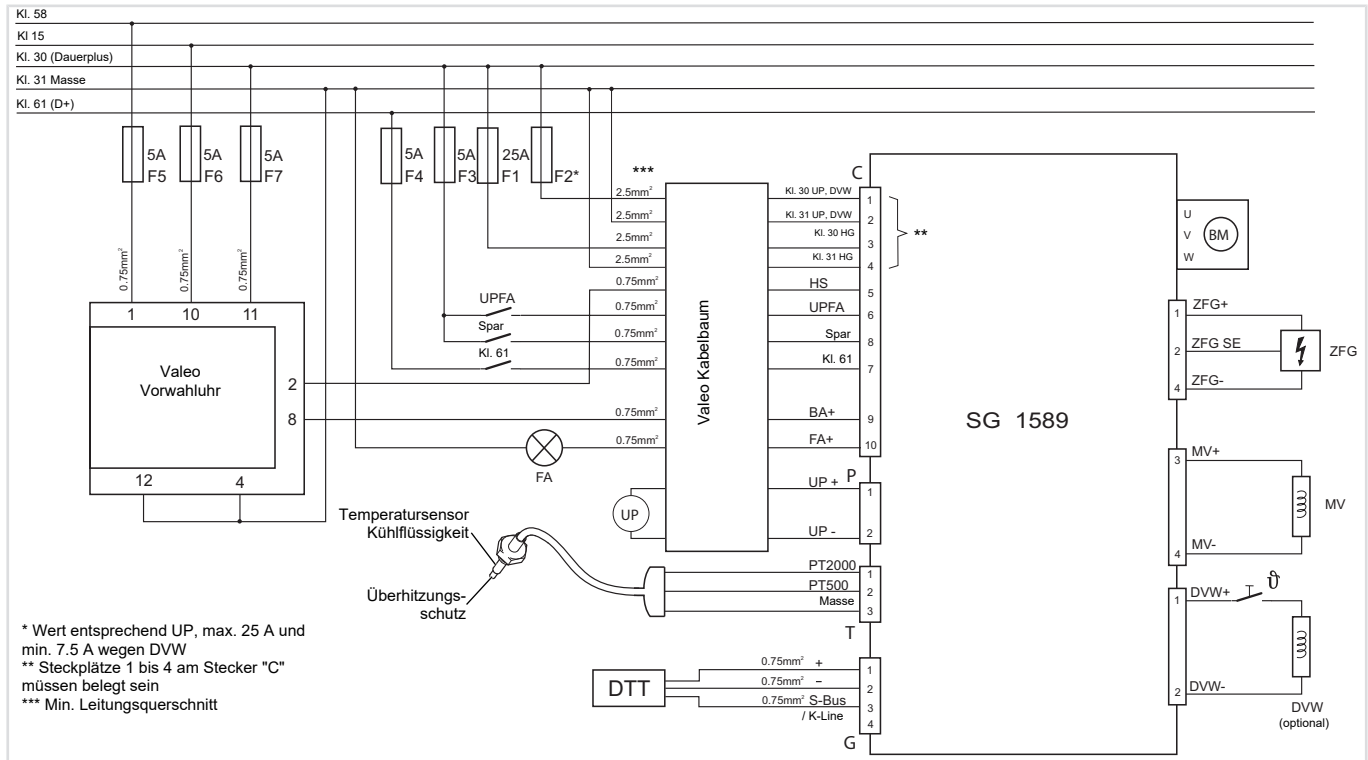 Kl. 58
Kl 15
Kl. 30 (Dauerplus)
Kl. 31 Masse
Kl. 61 (D+)
5A
F5
5A
F6
5A
F7
5A
F4
5A
F3
25A
F1
F2*
***
0.75mm²
0.75mm²
0.75mm²
1
10
11
Valeo
Vorwahluhr
2
8
12
4
UPFA
Spar
Kl. 61
FA
2.5mm²
2.5mm²
2.5mm²
2.5mm²
0.75mm²
0.75mm²
0.75mm²
0.75mm²
0.75mm²
0.75mm²
UP
Valeo Kabelbaum
C
Kl. 30 UP, DVW
1
Kl. 31 UP, DVW
2
Kl. 30 HG
3
Kl. 31 HG
4
**
HS
5
UPFA
6
Spar
8
Kl. 61
7
BA+
9
FA+
10
P
UP +
1
UP -
2
Temperatursensor
Kühlflüssigkeit
Überhitzungs-
schutz
PT2000
1
PT500
2
Masse
3
T
DTT
0.75mm² +
1
0.75mm² –
2
0.75mm² S-Bus
/ K-Line
3
4
G
SG 1589
U
V
W
BM
1
ZFG+
2
ZFG SE
4
ZFG-
ZFG
3
MV+
4
MV-
MV
1
DVW+
ϑ
2
DVW-
DVW
(optional)
* Wert entsprechend UP, max. 25 A und
min. 7.5 A wegen DVW
** Steckplätze 1 bis 4 am Stecker "C"
müssen belegt sein
*** Min. Leitungsquerschnitt